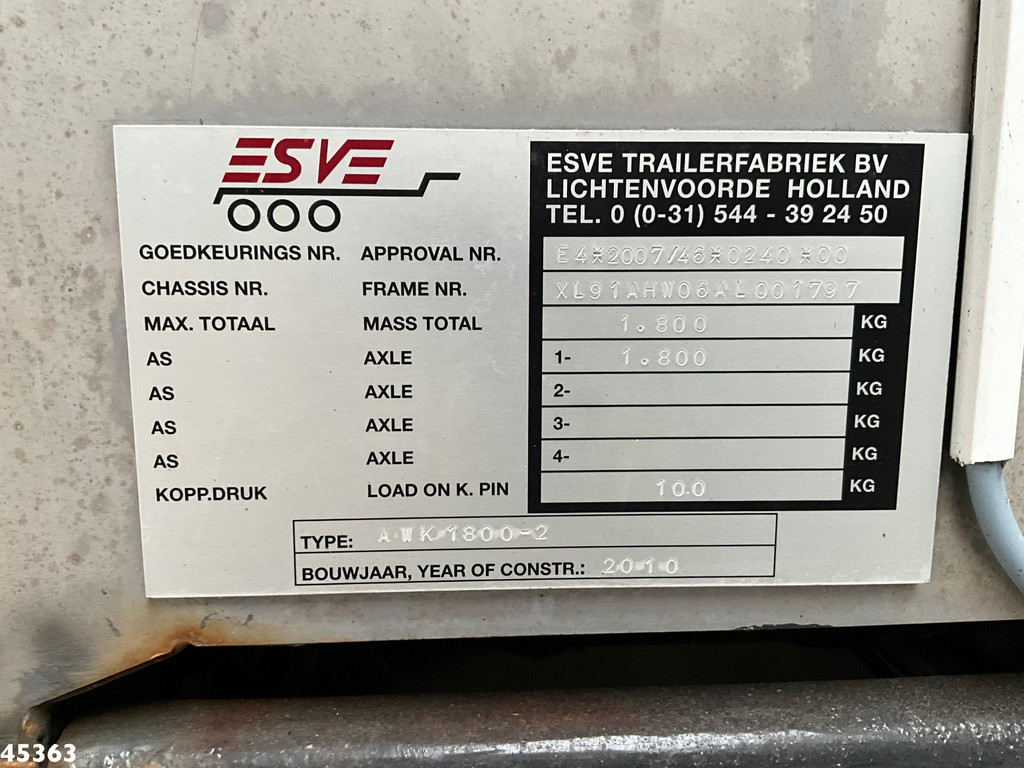 ESVE
ESVE TRAILERFABRIEK BV
LICHTENVOORDE HOLLAND
TEL. 0 (0-31) 544 - 39 24 50
GOEDKEURINGS NR. APPROVAL NR. E4*2007/46*0240*00
CHASSIS NR. FRAME NR. XL91AHW06AL001797
MAX. TOTAAL MASS TOTAL 1.800 KG
AS AXLE 1- 1.800 KG
AS AXLE 2- KG
AS AXLE 3- KG
AS AXLE 4- KG
KOPP.DRUK LOAD ON K. PIN 100 KG
TYPE: AWK 1800-2
BOUWJAAR, YEAR OF CONSTR.: 2010
45363